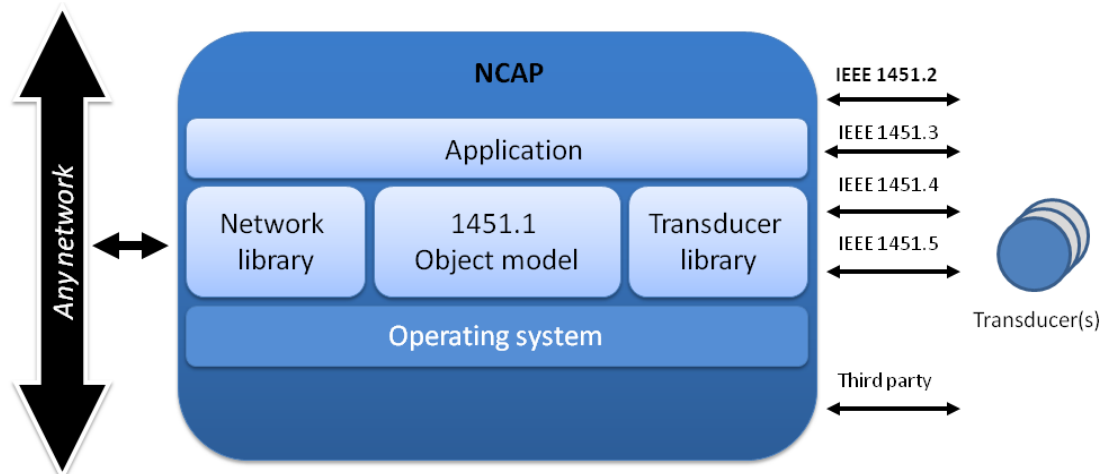 Any network
NCAP
Application
Network
library
1451.1
Object model
Transducer
library
Operating system
IEEE 1451.2
IEEE 1451.3
IEEE 1451.4
IEEE 1451.5
Third party
Transducer(s)